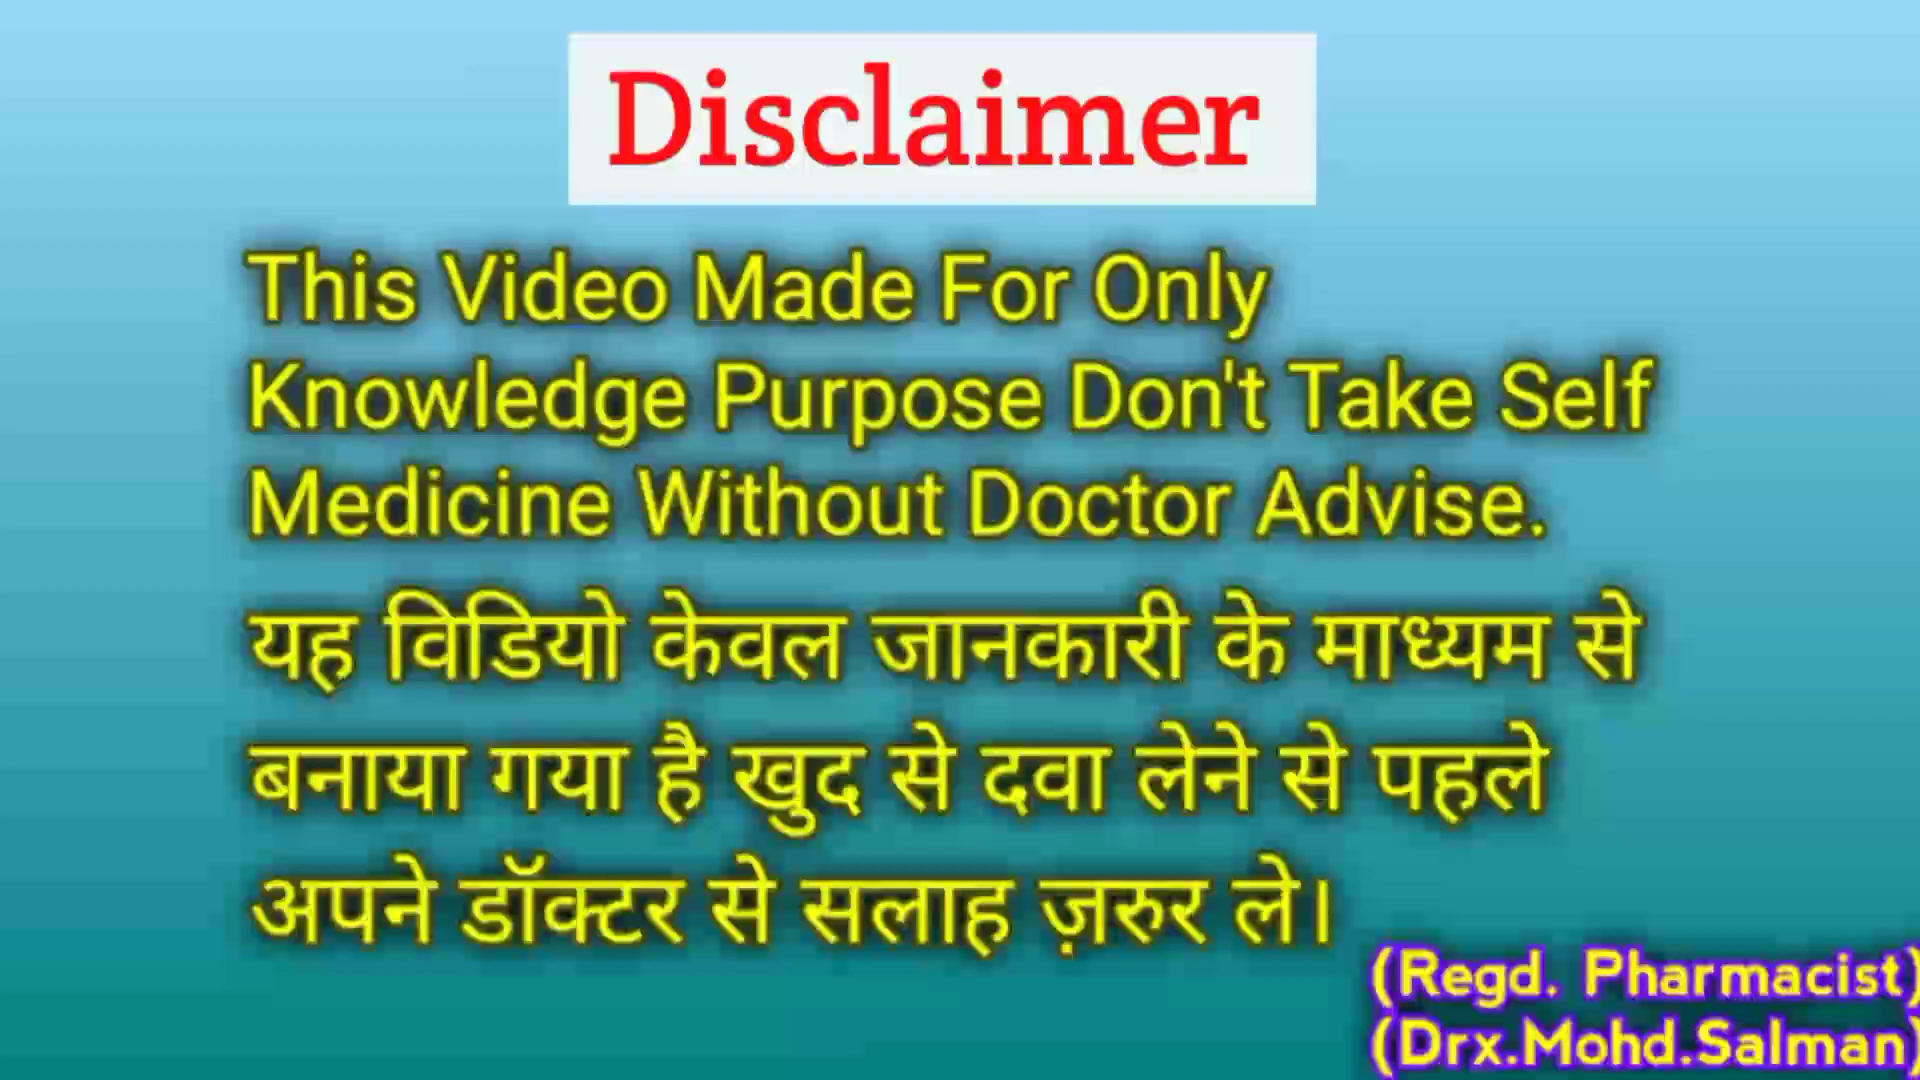 Disclaimer
This Video Made For Only
Knowledge Purpose Don't Take Self
Medicine Without Doctor Advise.
यह विडियो केवल जानकारी के माध्यम से
बनाया गया है खुद से दवा लेने से पहले
अपने डॉक्टर से सलाह ज़रुर ले।
(Regd. Pharmacist)
(Drx.Mohd.Salman)